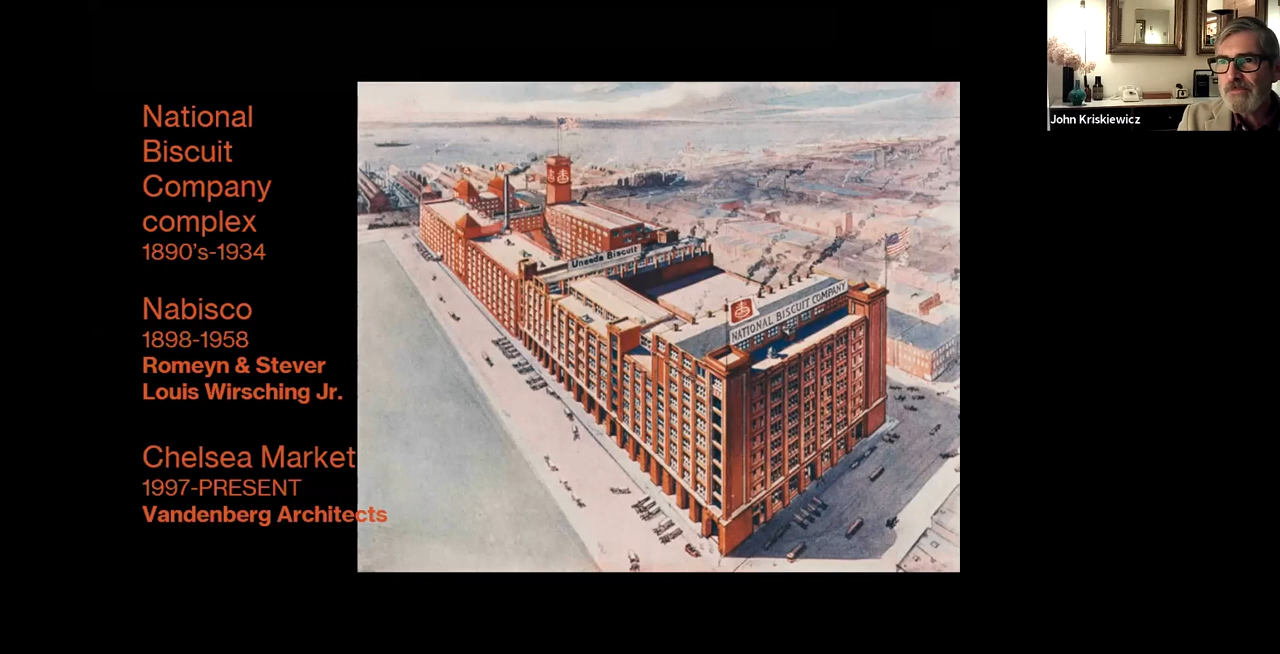 National
Biscuit
Company
complex
1890's-1934
Nabisco
1898-1958
Romeyn & Stever
Louis Wirsching Jr.
Chelsea Market
1997-PRESENT
Vandenberg Architects
Uneeda Biscuit
NATIONAL BISCUIT COMPANY
John Kriskiewicz